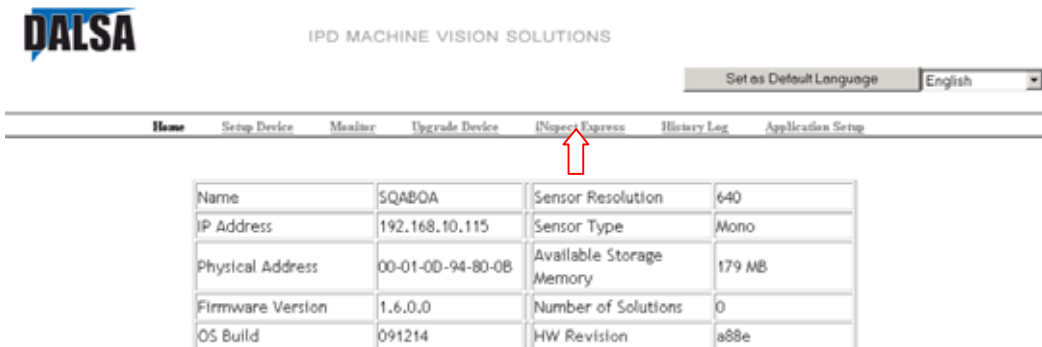 DALSA
IPD MACHINE VISION SOLUTIONS
Set as Default Language English
Home Setup Device Monitor Upgrade Device iNspect Express History Log Application Setup
Name SQABOA Sensor Resolution 640
IP Address 192.168.10.115 Sensor Type Mono
Physical Address 00-01-0D-94-80-0B Available Storage Memory 179 MB
Firmware Version 1.6.0.0 Number of Solutions 0
OS Build 091214 HW Revision a88e